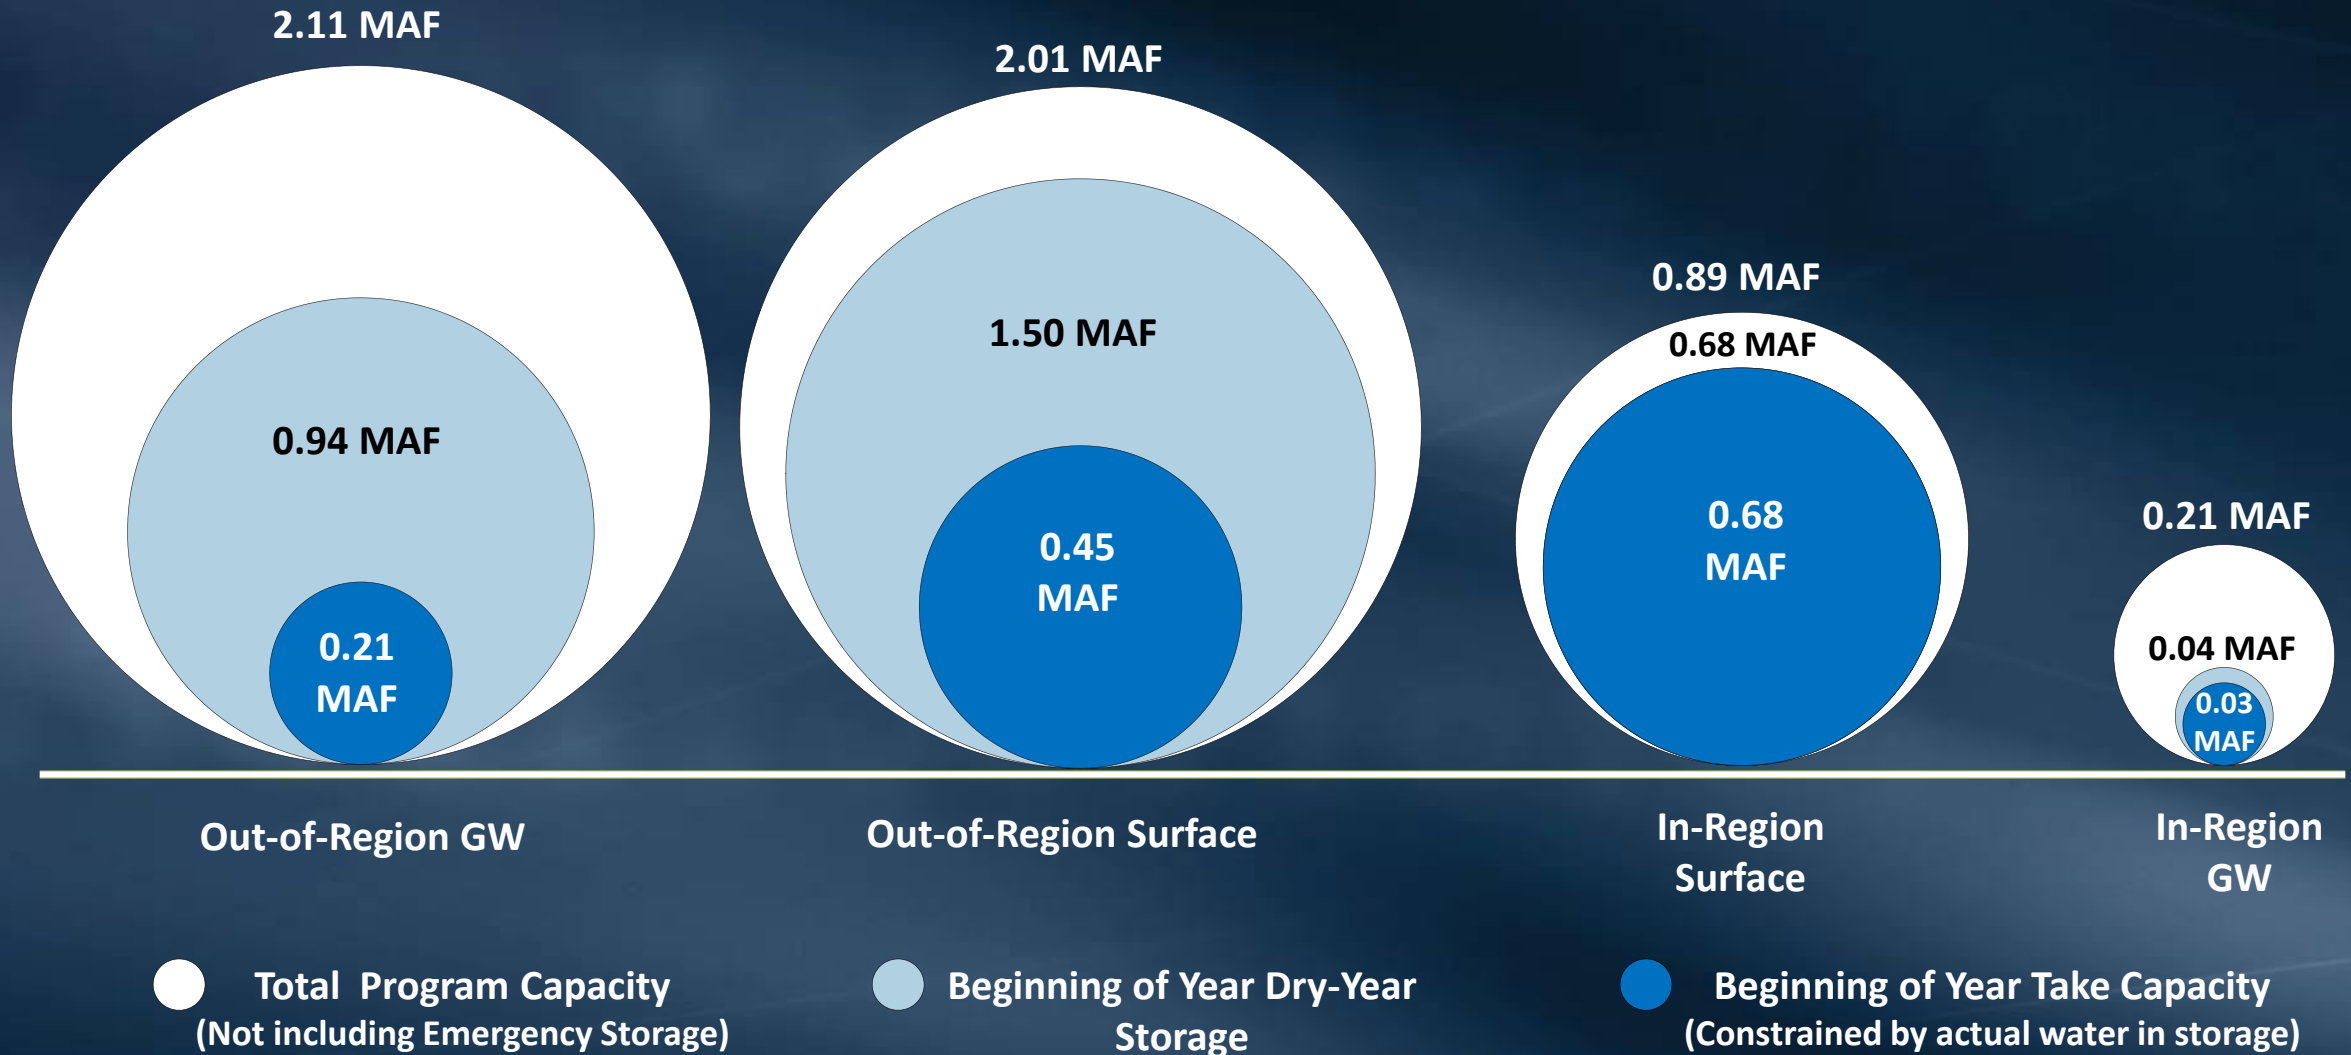 2.11 MAF
2.01 MAF
0.89 MAF
0.21 MAF
0.94 MAF
0.21
MAF
1.50 MAF
0.45
MAF
0.68 MAF
0.68
MAF
0.04 MAF
0.03
MAF
Out-of-Region GW
Out-of-Region Surface
In-Region
Surface
In-Region
GW
Total Program Capacity
(Not including Emergency Storage)
Beginning of Year Dry-Year
Storage
Beginning of Year Take Capacity
(Constrained by actual water in storage)